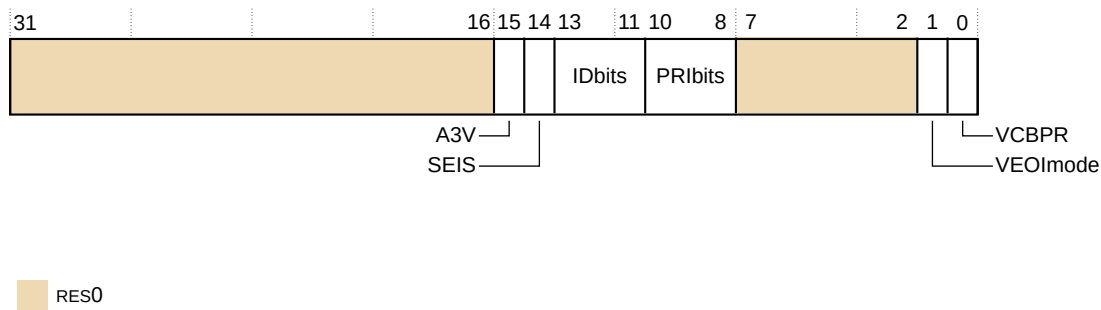 31 16 15 14 13 11 10 8 7 2 1 0
IDbits PRIbits
A3V VCBPR
SEIS VEOImode
RES0